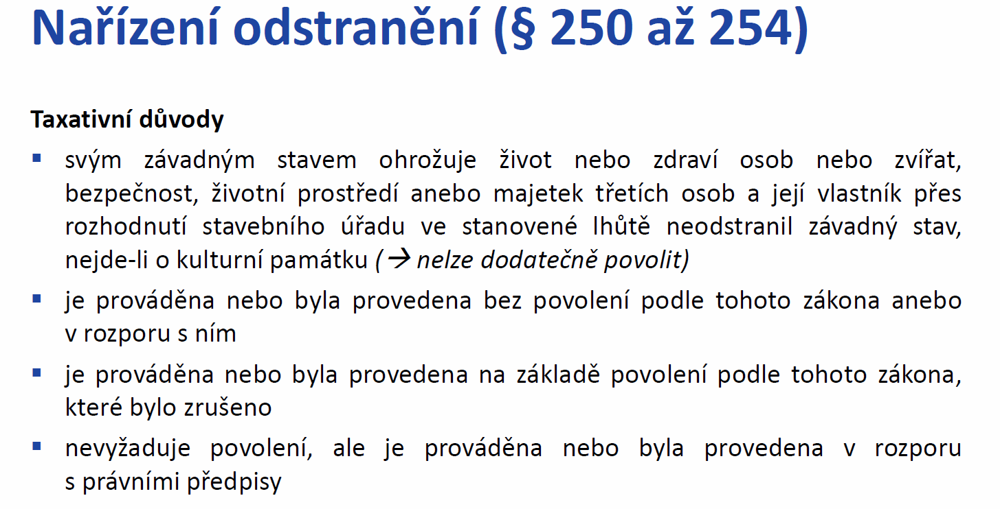 Nařízení odstranění (§ 250 až 254)
Taxativní důvody
▪ svým závadným stavem ohrožuje život nebo zdraví osob nebo zvířat,
bezpečnost, životní prostředí anebo majetek třetích osob a její vlastník přes
rozhodnutí stavebního úřadu ve stanovené lhůtě neodstranil závadný stav,
nejde-li o kulturní památku (→ nelze dodatečně povolit)
▪ je prováděna nebo byla provedena bez povolení podle tohoto zákona anebo
v rozporu s ním
▪ je prováděna nebo byla provedena na základě povolení podle tohoto zákona,
které bylo zrušeno
▪ nevyžaduje povolení, ale je prováděna nebo byla provedena v rozporu
s právními předpisy